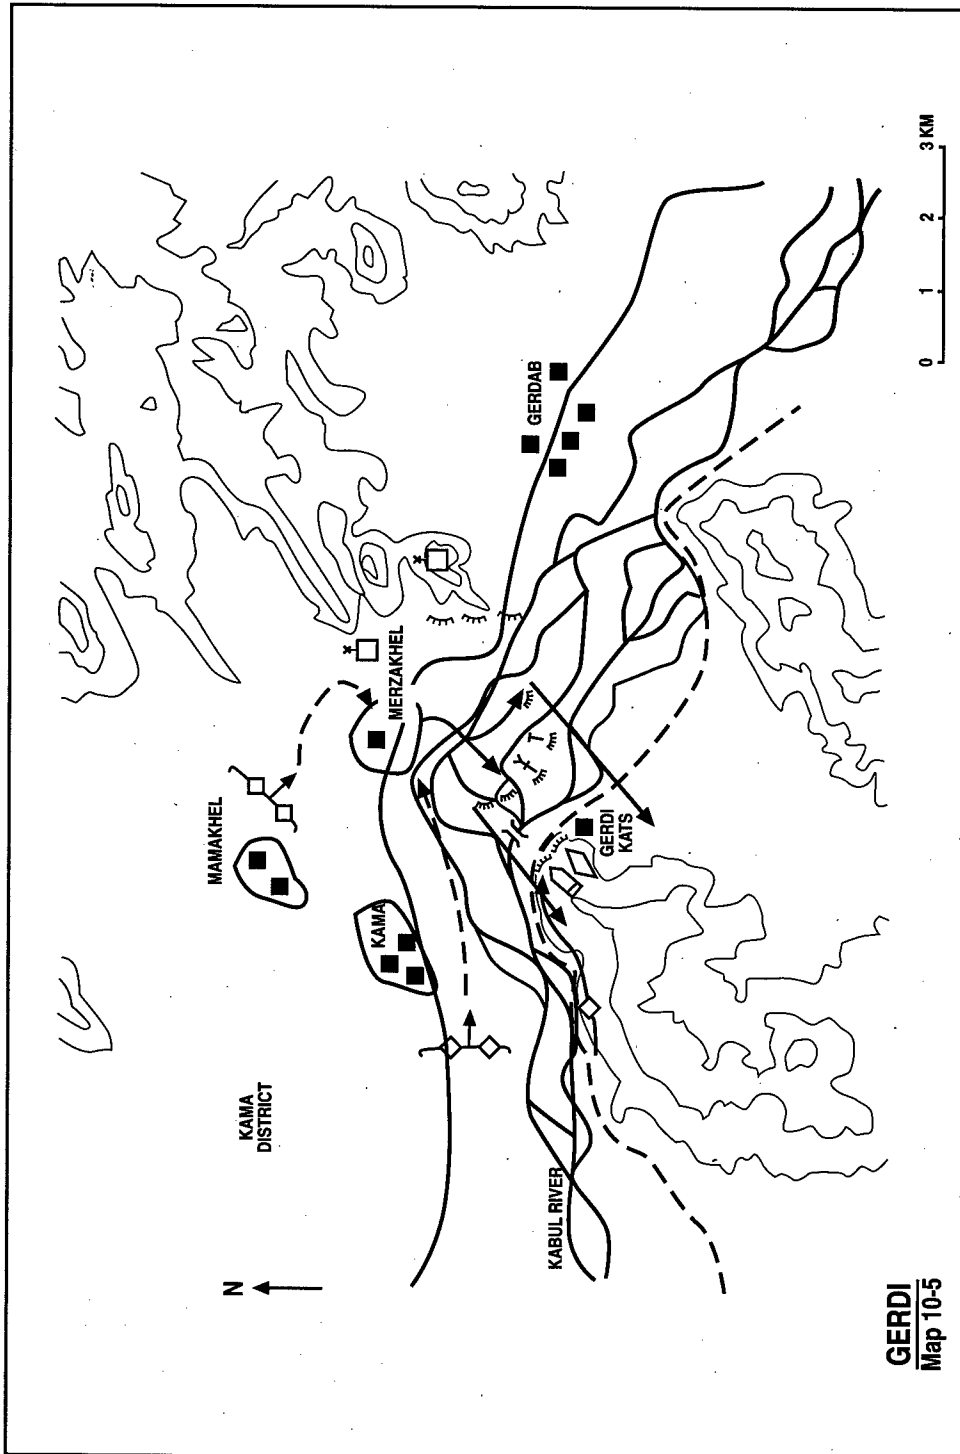 N
KAMA
DISTRICT
MAMAKHEL
KAMA
MERZAKHEL
GERDAB
GERDI
KATS
KABUL RIVER
GERDI
Map 10-5
0 1 2 3 KM